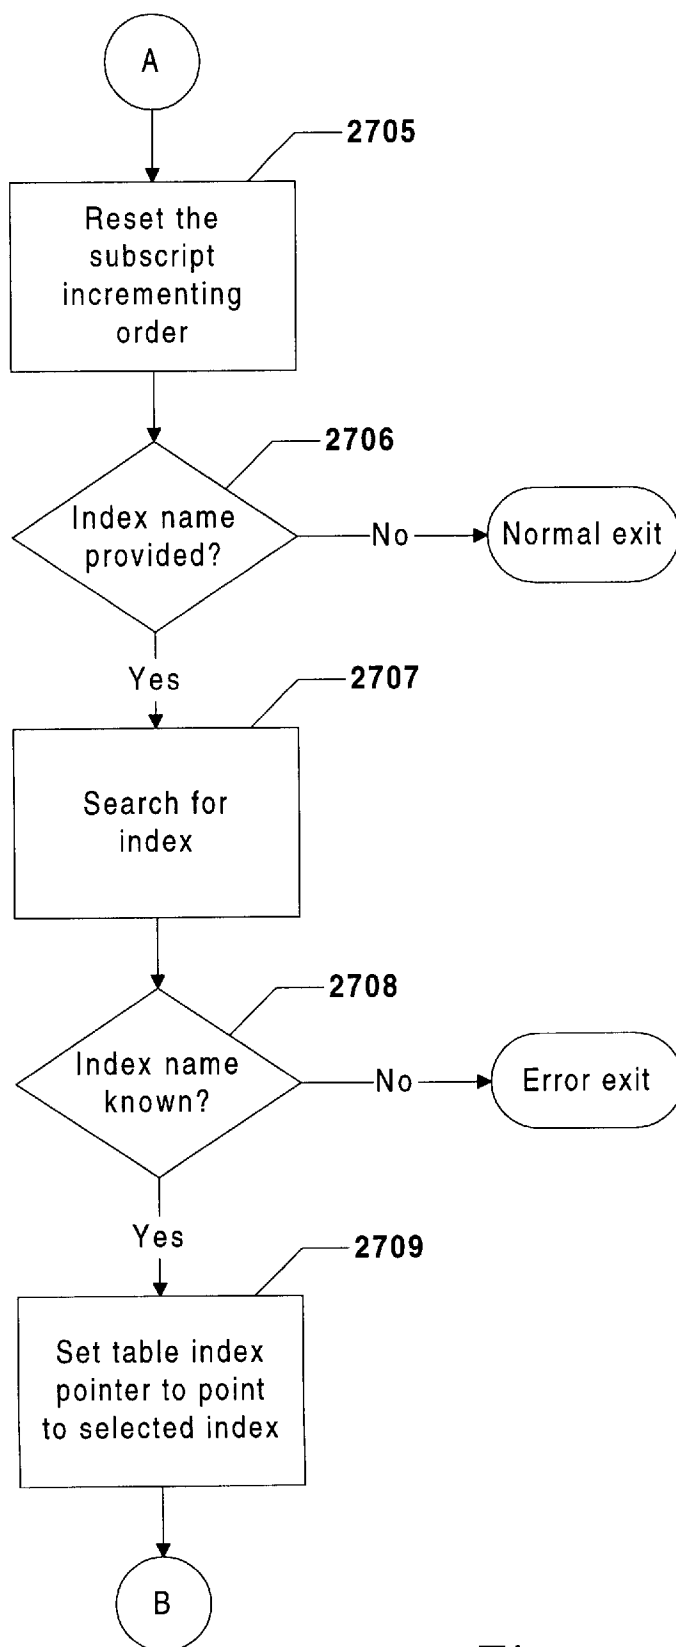 A
2705
Reset the
subscript
incrementing
order
2706
Index name
provided?
No
Normal exit
Yes
2707
Search for
index
2708
Index name
known?
No
Error exit
Yes
2709
Set table index
pointer to point
to selected index
B